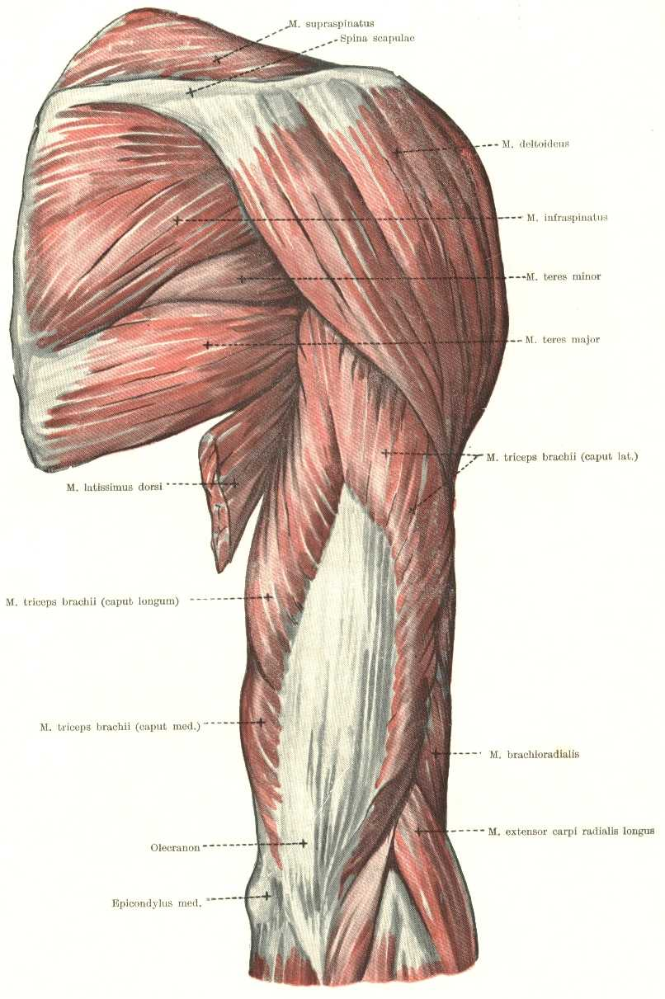 M. supraspinatus
Spina scapulae
M. deltoideus
M. infraspinatus
M. teres minor
M. teres major
M. triceps brachii (caput lat.)
M. latissimus dorsi
M. triceps brachii (caput longum)
M. triceps brachii (caput med.)
M. brachioradialis
M. extensor carpi radialis longus
Olecranon
Epicondylus med.